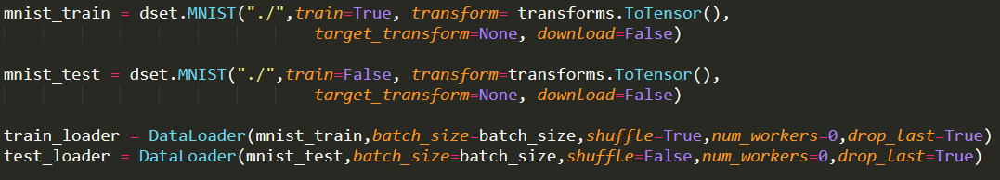 mnist_train = dset.MNIST("./",train=True, transform= transforms.ToTensor(),
target_transform=None, download=False)
mnist_test = dset.MNIST("./",train=False, transform=transforms.ToTensor(),
target_transform=None, download=False)
train_loader = DataLoader(mnist_train,batch_size=batch_size,shuffle=True,num_workers=0,drop_last=True)
test_loader = DataLoader(mnist_test,batch_size=batch_size,shuffle=False,num_workers=0,drop_last=True)